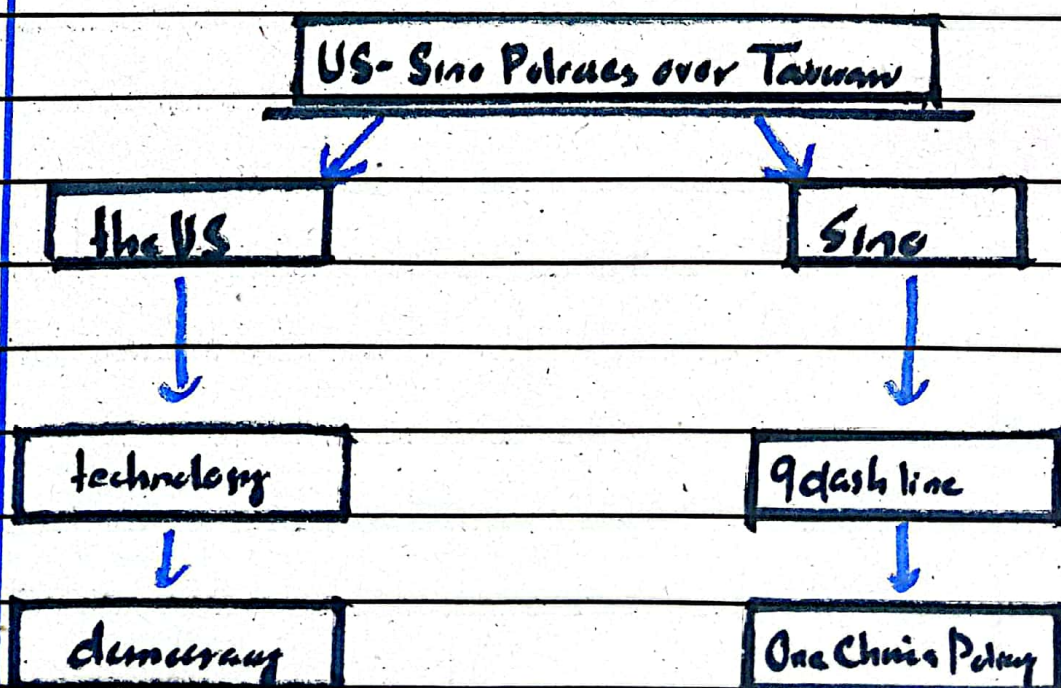 US- Sino Policies over Taiwan
the US
Sino
technology
9dash line
democracy
One China Policy